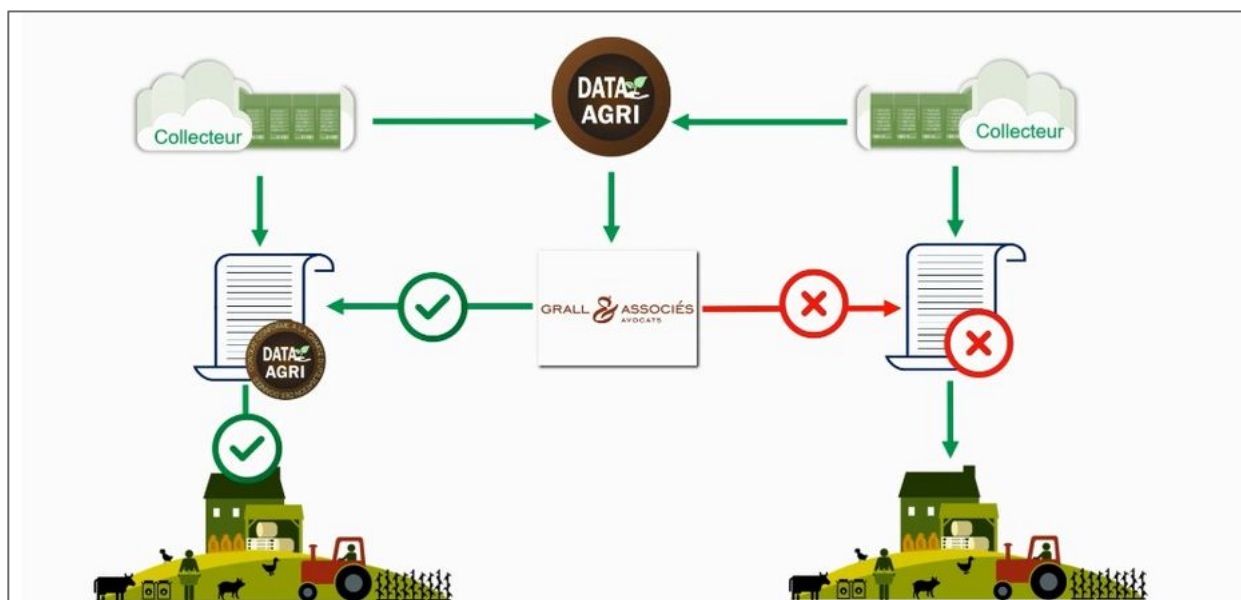 DATA
AGRI
Collecteur
Collecteur
GRALL & ASSOCIÉS
AVOCATS
DATA
AGRI